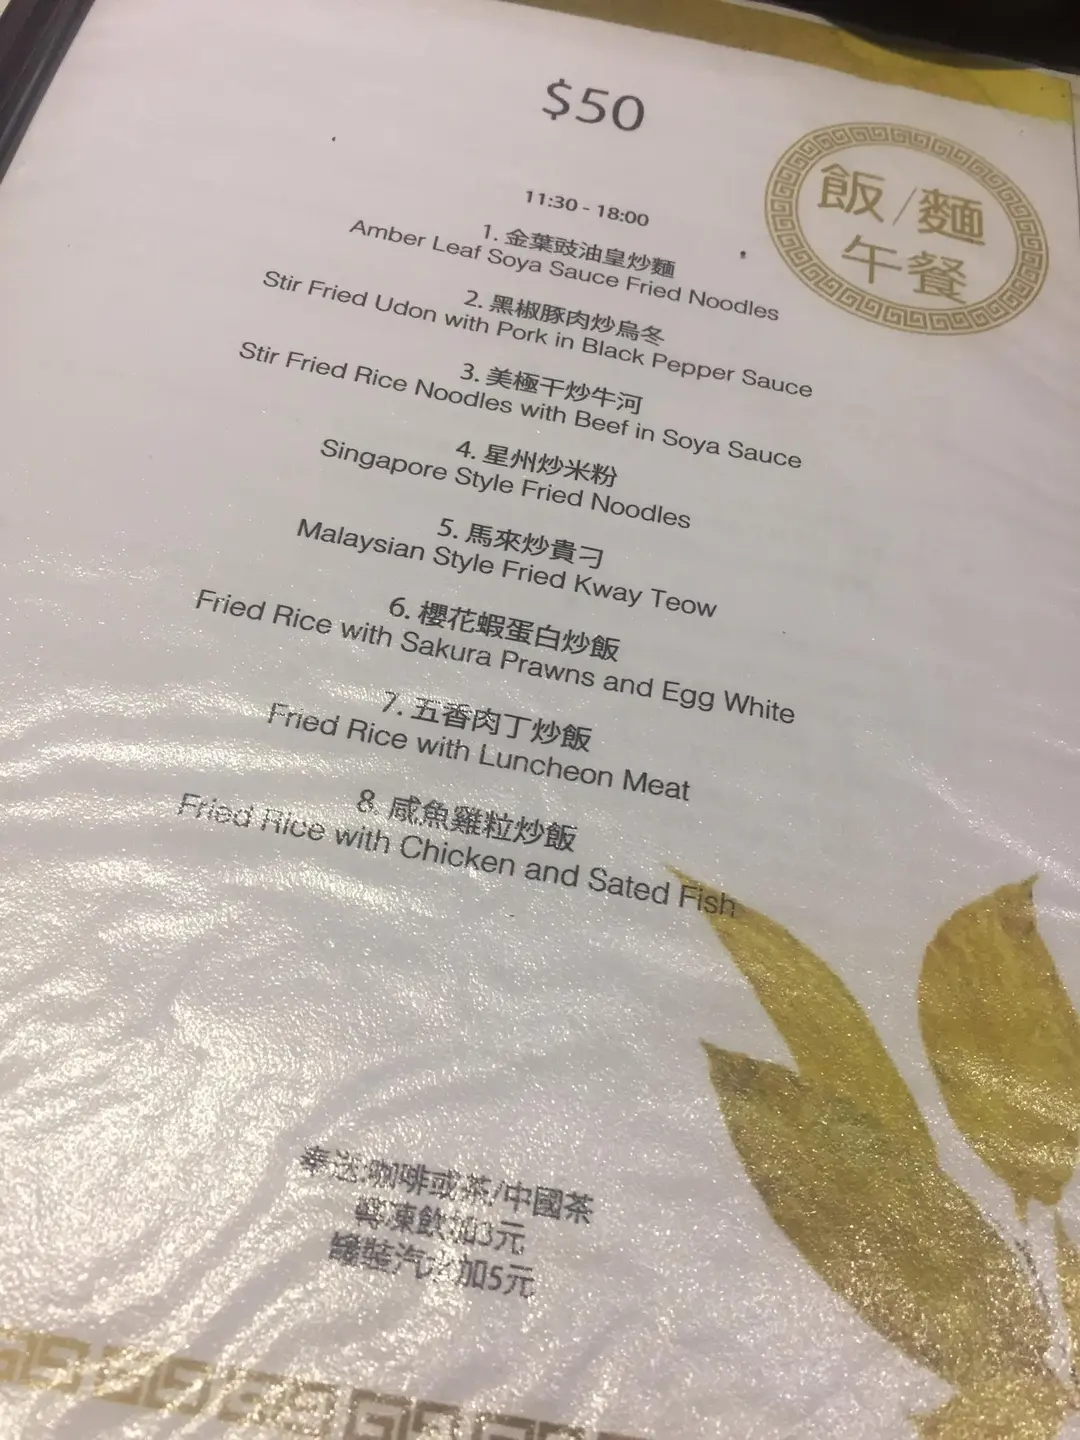 $50
飯/麵
午餐
11:30 - 18:00
1. 金葉豉油皇炒麵
Amber Leaf Soya Sauce Fried Noodles
2. 黑椒豚肉炒烏冬
Stir Fried Udon with Pork in Black Pepper Sauce
3. 美極干炒牛河
Stir Fried Rice Noodles with Beef in Soya Sauce
4. 星州炒米粉
Singapore Style Fried Noodles
5. 馬來炒貴刁
Malaysian Style Fried Kway Teow
6. 櫻花蝦蛋白炒飯
Fried Rice with Sakura Prawns and Egg White
7. 五香肉丁炒飯
Fried Rice with Luncheon Meat
8. 咸魚雞粒炒飯
Fried Rice with Chicken and Sated Fish
奉送:咖啡或茶/中國茶
轉凍飲加3元
罐裝汽水加5元